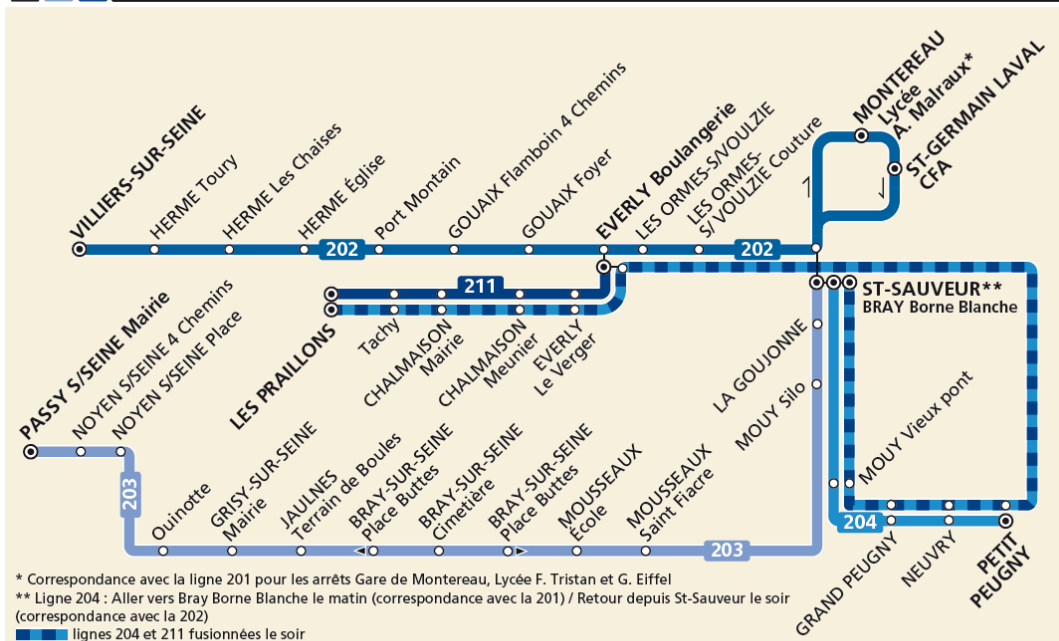 VILLIERS-SUR-SEINE
HERME Toury
HERME Les Chaises
HERME Église
Port Montain
GOUAIX Flamboin 4 Chemins
GOUAIX Foyer
EVERLY Boulangerie
LES ORMES-S/VOULZIE
LES ORMES-
S/ VOULZIE Couture
MONTEREAU
Lycée
A. Malraux*
ST-GERMAIN LAVAL
CFA
202
202
211
LES PRAILLONS
Tachy
CHALMAISON
Mairie
CHALMAISON
Meunier
EVERLY
Le Verger
ST-SAUVEUR**
BRAY Borne Blanche
PASSY S/SEINE Mairie
NOYEN S/SEINE 4 Chemins
NOYEN S/SEINE Place
203
Ouinotte
GRISY-SUR-SEINE
Mairie
JAULNES
Terrain de Boules
BRAY-SUR-SEINE
Place Buttes
BRAY-SUR-SEINE
Cimetière
BRAY-SUR-SEINE
Place Buttes
MOUSSEAUX
École
MOUSSEAUX
Saint Fiacre
203
MOUY Silo
LA GOUJONNE
MOUY Vieux pont
204
GRAND PEUGNY
NEUVRY
PETIT
PEUGNY
* Correspondance avec la ligne 201 pour les arrêts Gare de Montereau, Lycée F. Tristan et G. Eiffel
** Ligne 204 : Aller vers Bray Borne Blanche le matin (correspondance avec la 201) / Retour depuis St-Sauveur le soir
(correspondance avec la 202)
lignes 204 et 211 fusionnées le soir